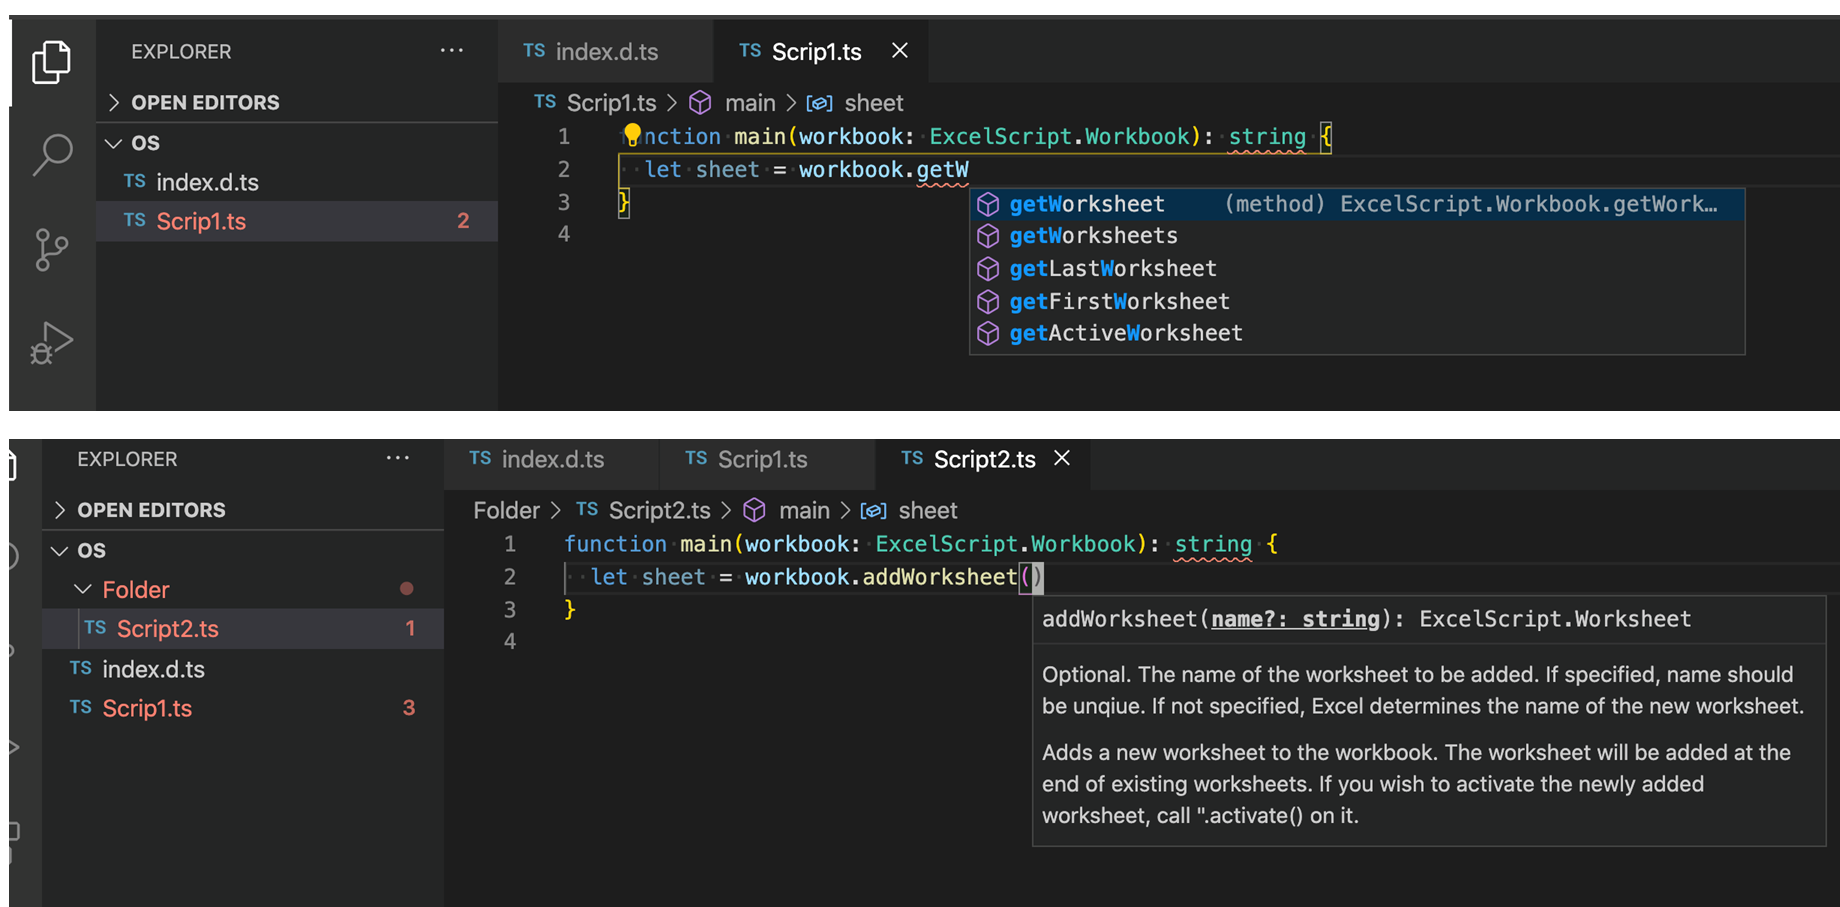 EXPLORER ...
TS index.d.ts
TS Scrip1.ts
OPEN EDITORS
TS Scrip1.ts > main > sheet
OS
TS index.d.ts
TS Scrip1.ts 2
1 function main(workbook: ExcelScript.Workbook): string {
2 let sheet = workbook.getW
3 }
4
getWorksheet (method) ExcelScript.Workbook.getWork…
getWorksheets
getLastWorksheet
getFirstWorksheet
getActiveWorksheet
EXPLORER ...
TS index.d.ts
TS Scrip1.ts
TS Script2.ts
OPEN EDITORS
Folder > TS Script2.ts > main > sheet
OS
Folder
TS Script2.ts 1
TS index.d.ts
TS Scrip1.ts 3
1 function main(workbook: ExcelScript.Workbook): string {
2 let sheet = workbook.addWorksheet()
3 }
4
addWorksheet(name?: string): ExcelScript.Worksheet
Optional. The name of the worksheet to be added. If specified, name should
be unqiue. If not specified, Excel determines the name of the new worksheet.
Adds a new worksheet to the workbook. The worksheet will be added at the
end of existing worksheets. If you wish to activate the newly added
worksheet, call ".activate() on it.